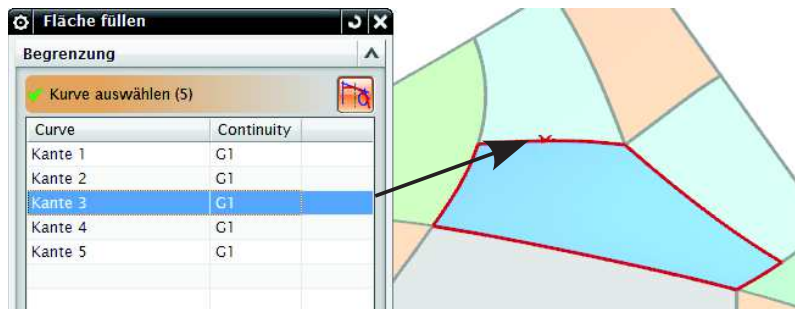 Fläche füllen
Begrenzung
Kurve auswählen (5)
Curve Continuity
Kante 1 G1
Kante 2 G1
Kante 3 G1
Kante 4 G1
Kante 5 G1